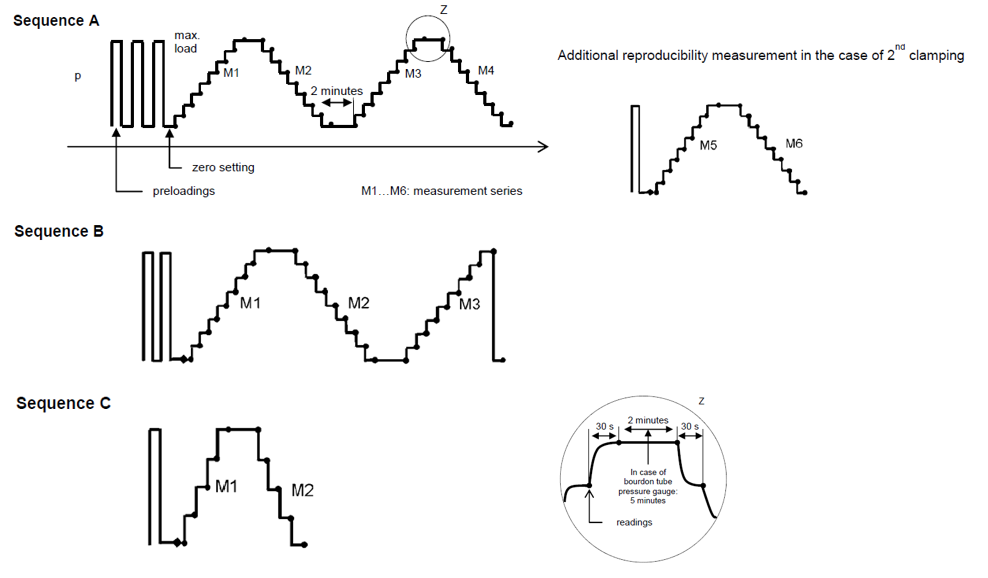 Sequence A
Z
max.
load
p
M1
M2
2 minutes
M3
M4
zero setting
preloadings
M1...M6: measurement series
Additional reproducibility measurement in the case of 2nd clamping
M5
M6
Sequence B
M1
M2
M3
Sequence C
M1
M2
Z
30 s
2 minutes
30 s
In case of
bourdon tube
pressure gauge:
5 minutes
readings